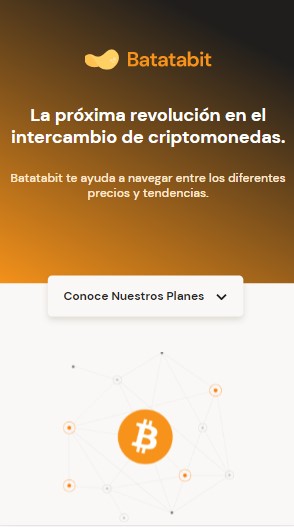 Batatabit
La próxima revolución en el
intercambio de criptomonedas.
Batatabit te ayuda a navegar entre los diferentes
precios y tendencias.
Conoce Nuestros Planes